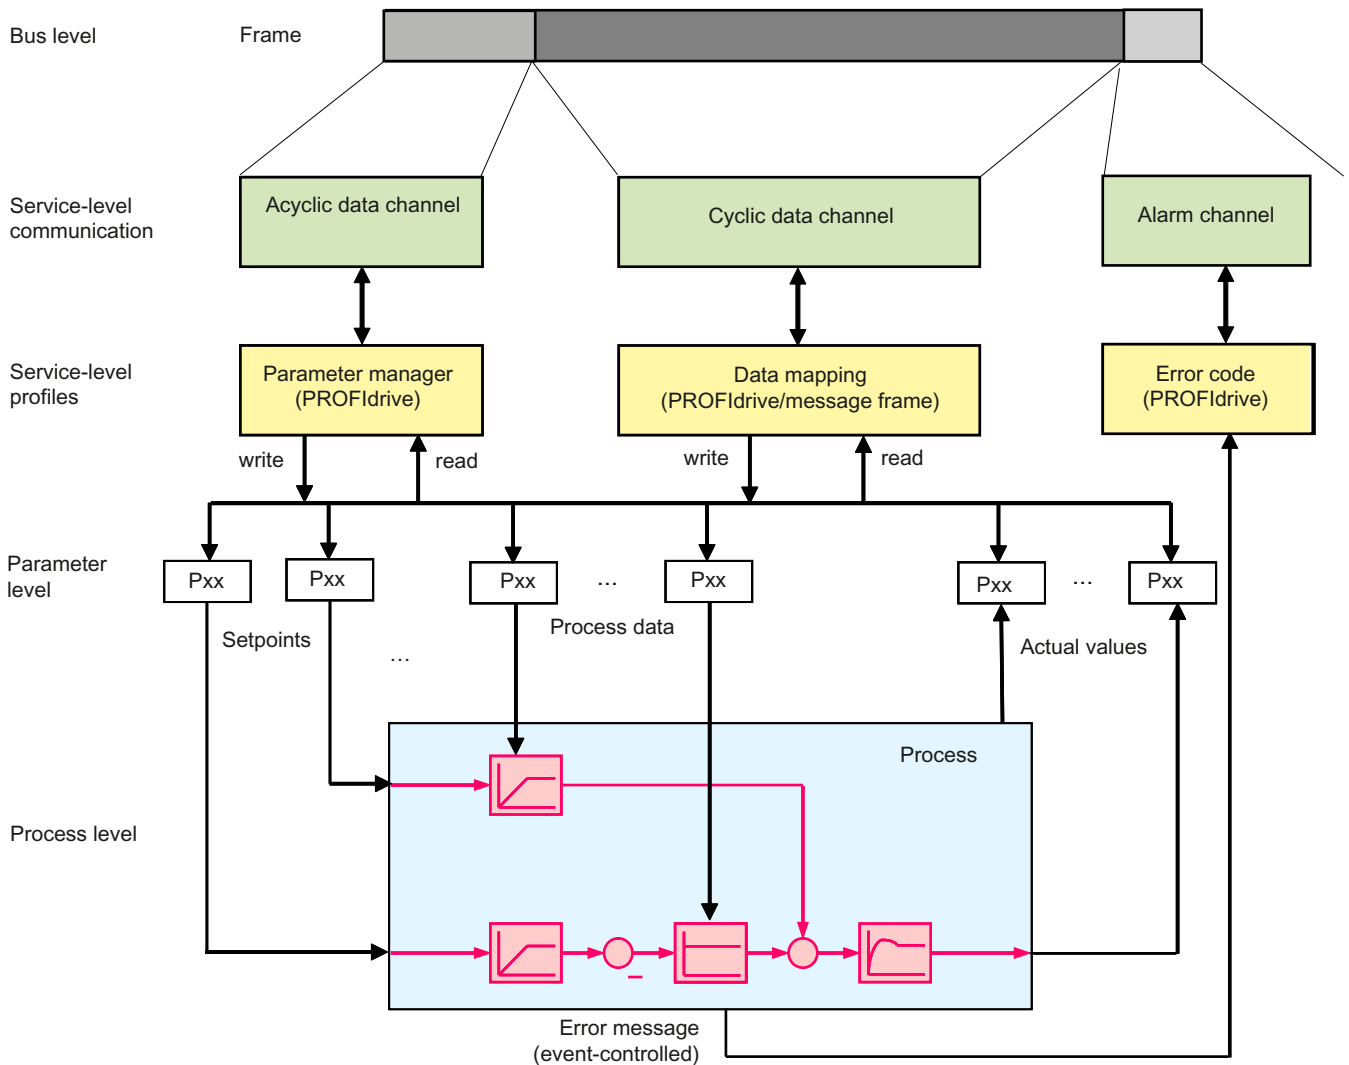 Bus level
Frame
Service-level
communication
Acyclic data channel
Cyclic data channel
Alarm channel
Service-level
profiles
Parameter manager
(PROFIdrive)
Data mapping
(PROFIdrive/message frame)
Error code
(PROFIdrive)
write
read
write
read
Parameter
level
Pxx
Pxx
Pxx
...
Pxx
Pxx
...
Pxx
Setpoints
...
Process data
Actual values
Process
Process level
Error message
(event-controlled)